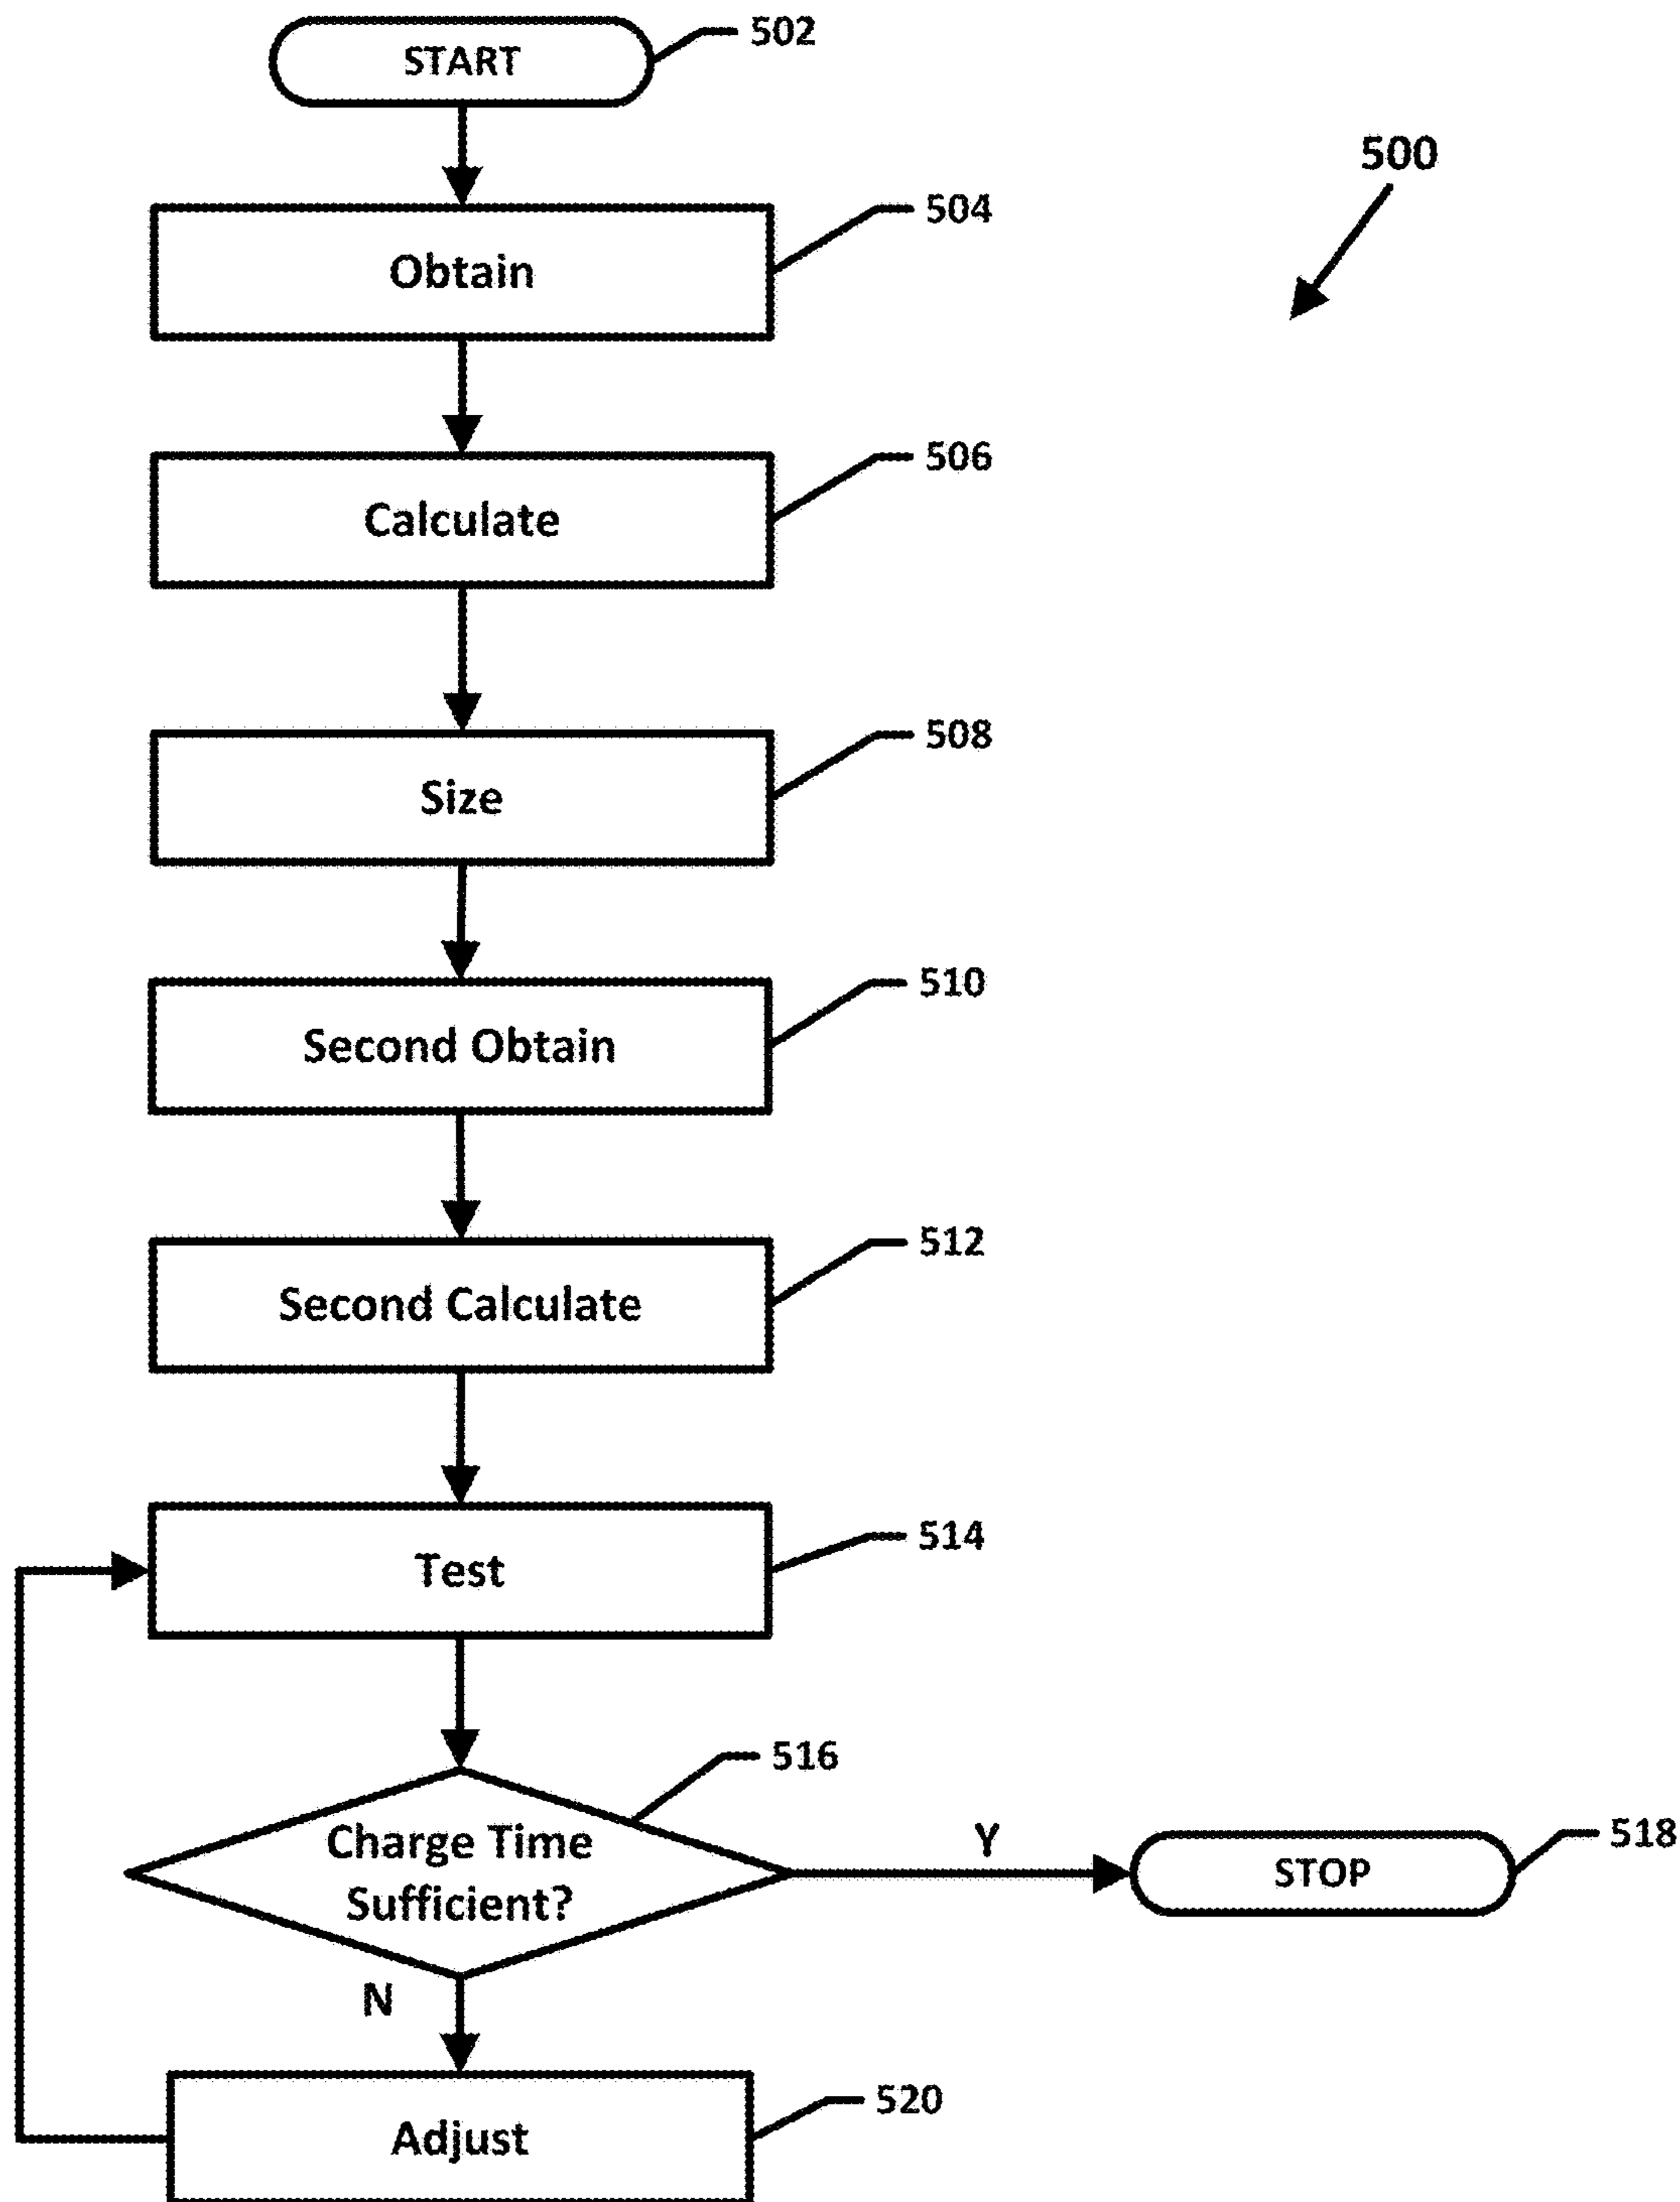 START
502
500
504
Obtain
506
Calculate
508
Size
510
Second Obtain
512
Second Calculate
514
Test
516
Charge Time
Sufficient?
Y
STOP
518
N
520
Adjust